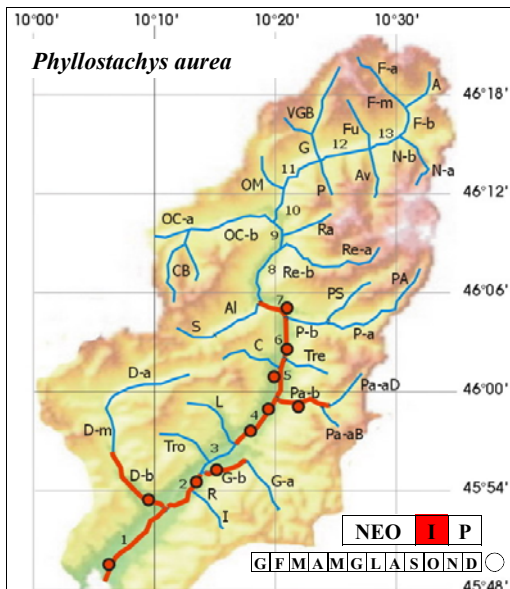 10°00' 10°10' 10°20' 10°30'
Phyllostachys aurea
F-a
A
46°18'
F-m
VGB
F-b
Fu
13
G
12
N-b
11
N-a
Av
OM
P
46°12'
10
OC-a
Ra
OC-b
9
Re-a
8
CB
Re-b
PA
PS
46°06'
7
Al
S
P-b
P-a
6
C
Tre
D-a
5
Pa-aD
46°00'
Pa-b
L
4
D-m
Pa-aB
Tro
3
D-b
G-b
G-a
2
R
46°54'
I
1
NEO I P
G F M A M G L A S O N D
45°48'